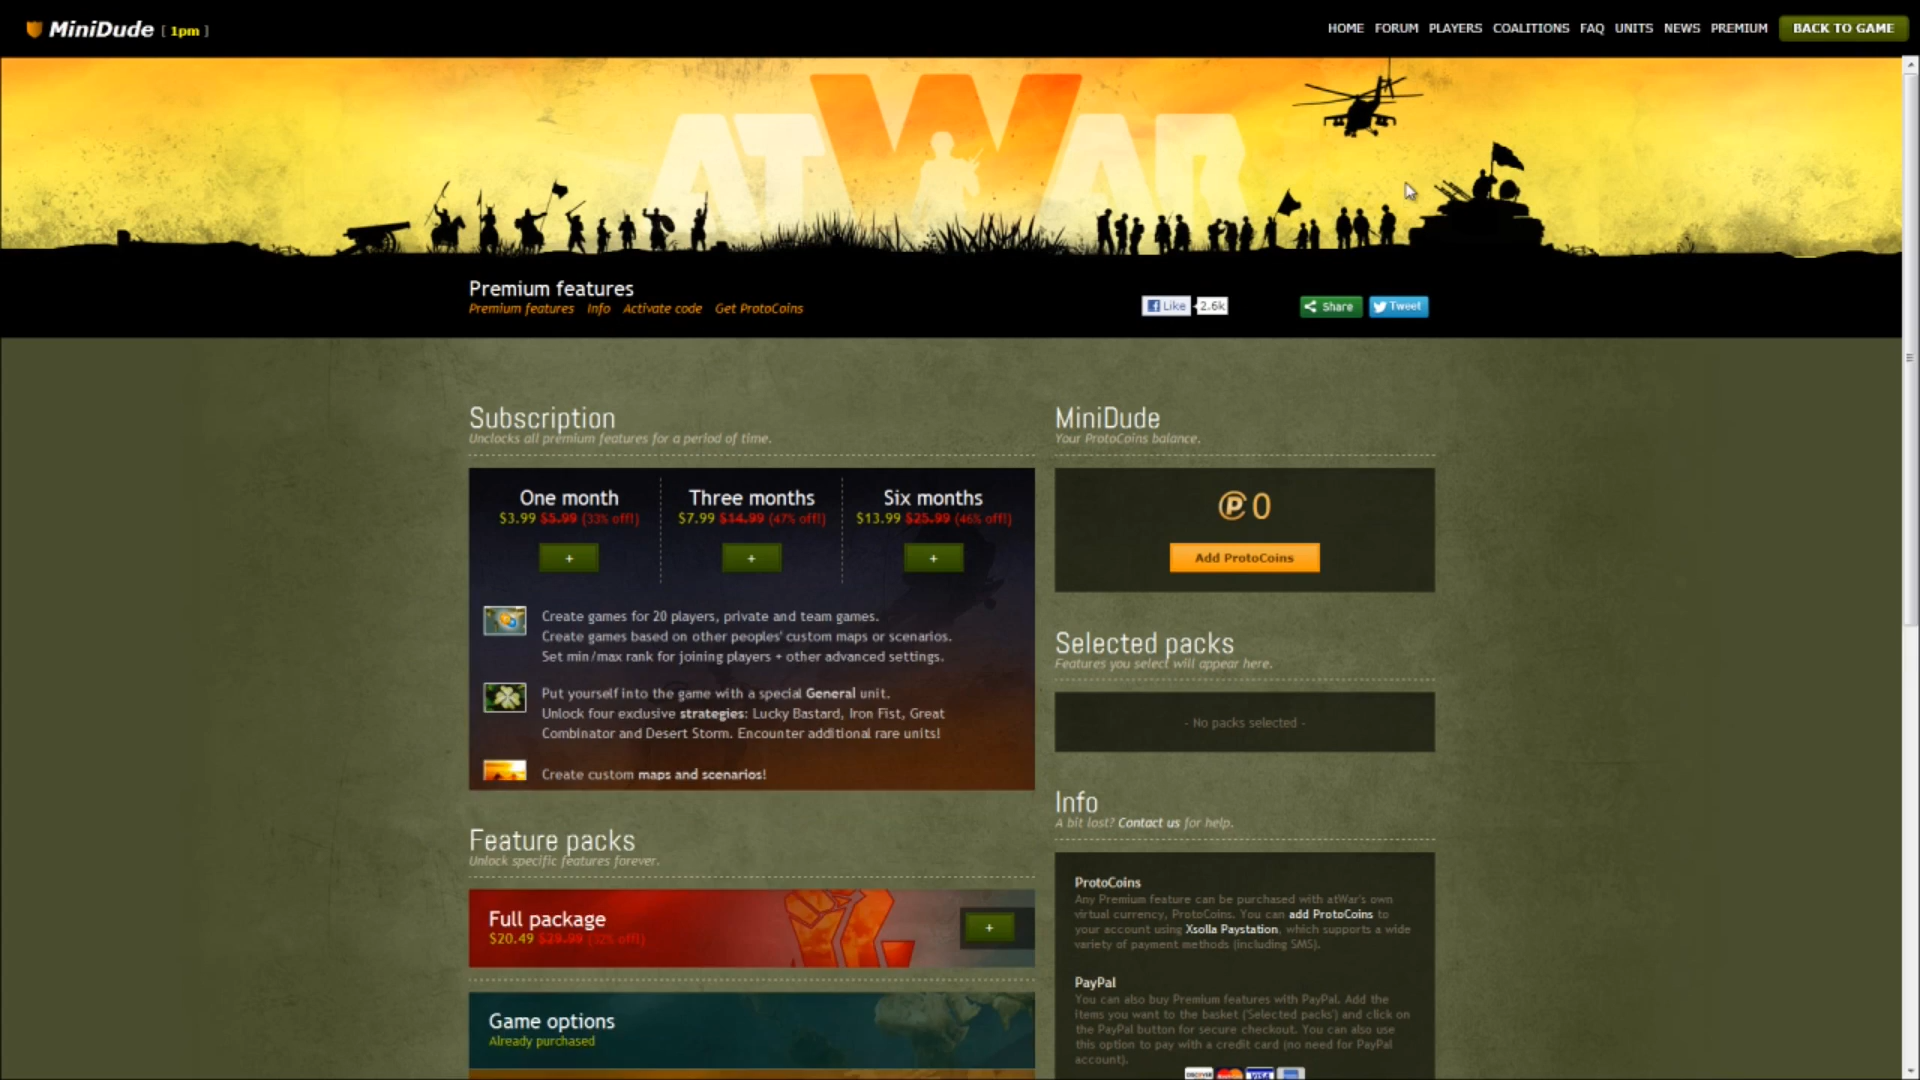 MiniDude [ 1pm ]
HOME FORUM PLAYERS COALITIONS FAQ UNITS NEWS PREMIUM BACK TO GAME
ATWAR
Premium features
Premium features Info Activate code Get ProtoCoins
Like 2.6k Share Tweet
Subscription
Unclocks all premium features for a period of time.
One month
$3.99 $5.99 (33% off!)
+
Three months
$7.99 $14.99 (47% off!)
+
Six months
$13.99 $25.99 (46% off!)
+
Create games for 20 players, private and team games.
Create games based on other peoples' custom maps or scenarios.
Set min/max rank for joining players + other advanced settings.
Put yourself into the game with a special General unit.
Unlock four exclusive strategies: Lucky Bastard, Iron Fist, Great
Combinator and Desert Storm. Encounter additional rare units!
Create custom maps and scenarios!
Feature packs
Unlock specific features forever.
Full package
$20.49 $29.99 (32% off!)
+
Game options
Already purchased
MiniDude
Your ProtoCoins balance.
P 0
Add ProtoCoins
Selected packs
Features you select will appear here.
- No packs selected -
Info
A bit lost? Contact us for help.
ProtoCoins
Any Premium feature can be purchased with atWar's own
virtual currency, ProtoCoins. You can add ProtoCoins to
your account using Xsolla Paystation, which supports a wide
variety of payment methods (including SMS).
PayPal
You can also buy Premium features with PayPal. Add the
items you want to the basket ('Selected packs') and click on
the PayPal button for secure checkout. You can also use
this option to pay with a credit card (no need for PayPal
account).
DISCOVER MasterCard VISA